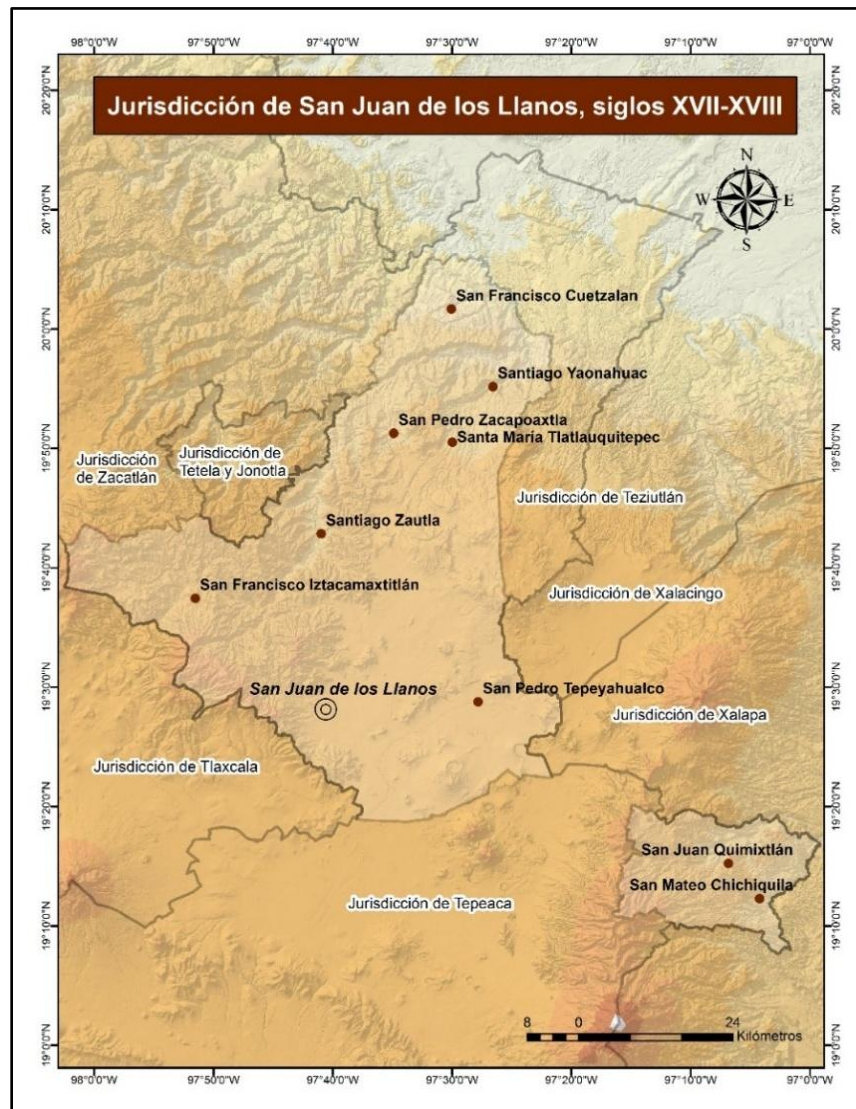 98°0'0"W 97°50'0"W 97°40'0"W 97°30'0"W 97°20'0"W 97°10'0"W 97°0'0"W
Jurisdicción de San Juan de los Llanos, siglos XVII-XVIII
20°20'0"N 20°20'0"N
N
W E
S
20°10'0"N 20°10'0"N
San Francisco Cuetzalan
20°0'0"N 20°0'0"N
Santiago Yaonahuac
San Pedro Zacapoaxtla
Santa María Tlatlauquitepec
19°50'0"N 19°50'0"N
Jurisdicción
de Zacatlán
Jurisdicción de
Tetela y Jonotla
Jurisdicción de Teziutlán
Santiago Zautla
19°40'0"N 19°40'0"N
San Francisco Iztacamaxtitlán
Jurisdicción de Xalacingo
San Juan de los Llanos
San Pedro Tepeyahualco
19°30'0"N 19°30'0"N
Jurisdicción de Xalapa
Jurisdicción de Tlaxcala
19°20'0"N 19°20'0"N
San Juan Quimixtlán
San Mateo Chichiquila
Jurisdicción de Tepeaca
19°10'0"N 19°10'0"N
8 0 24
Kilómetros
19°0'0"N 19°0'0"N
98°0'0"W 97°50'0"W 97°40'0"W 97°30'0"W 97°20'0"W 97°10'0"W 97°0'0"W